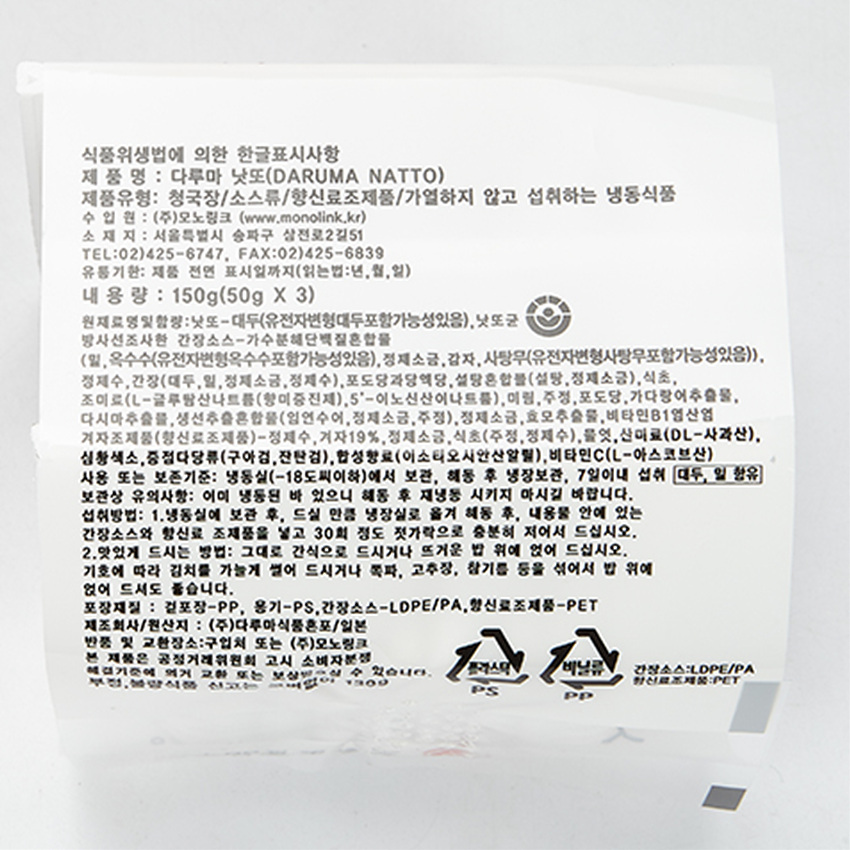 식품위생법에 의한 한글표시사항
제 품 명 : 다루마 낫또(DARUMA NATTO)
제품유형: 청국장/소스류/향신료조제품/가열하지 않고 섭취하는 냉동식품
수 입 원 : (주)모노링크 (www.monolink.kr)
소 재 지 : 서울특별시 송파구 삼전로2길51
TEL:02)425-6747, FAX:02)425-6839
유통기한: 제품 전면 표시일까지(읽는법:년,월,일)
내 용 량 : 150g(50g X 3)
원재료명및함량:낫또-대두(유전자변형대두포함가능성있음),낫또균
방사선조사한 간장소스-가수분해단백질혼합물
(밀,옥수수(유전자변형옥수수포함가능성있음),정제소금,감자,사탕무(유전자변형사탕무포함가능성있음)),
정제수,간장(대두,밀,정제소금,정제수),포도당과당액당,설탕혼합물(설탕,정제소금),식초,
조미료(L-글루탐산나트륨(향미증진제),5'-이노신산이나트륨),미림,주정,포도당,가다랑어추출물,
다시마추출물,생선추출혼합물(임연수어,정제소금,주정),정제소금,효모추출물,비타민B1염산염
겨자조제품(향신료조제품)-정제수,겨자19%,정제소금,식초(주정,정제수),물엿,산미료(DL-사과산),
심황색소,증점다당류(구아검,잔탄검),합성향료(이소티오시안산알릴),비타민C(L-아스코브산)
사용 또는 보존기준: 냉동실(-18도씨이하)에서 보관, 해동 후 냉장보관, 7일이내 섭취 대두, 밀 함유
보관상 유의사항: 이미 냉동된 바 있으니 해동 후 재냉동 시키지 마시길 바랍니다.
섭취방법: 1.냉동실에 보관 후, 드실 만큼 냉장실로 옮겨 해동 후, 내용물 안에 있는
간장소스와 향신료 조제품을 넣고 30회 정도 젓가락으로 충분히 저어서 드십시오.
2.맛있게 드시는 방법: 그대로 간식으로 드시거나 뜨거운 밥 위에 얹어 드십시오.
기호에 따라 김치를 가늘게 썰어 드시거나 쪽파, 고추장, 참기름 등을 섞어서 밥 위에
얹어 드셔도 좋습니다.
포장재질 : 겉포장-PP, 용기-PS,간장소스-LDPE/PA,향신료조제품-PET
제조회사/원산지 : (주)다루마식품혼포/일본
반품 및 교환장소:구입처 또는 (주)모노링크
본 제품은 공정거래위원회 고시 소비자분쟁
해결기준에 의거 교환 또는 보상받으실 수 있습니다.
부정,불량식품 신고는 국번없이 1399
플라스틱
PS
비닐류
PP
간장소스:LDPE/PA
향신료조제품:PET